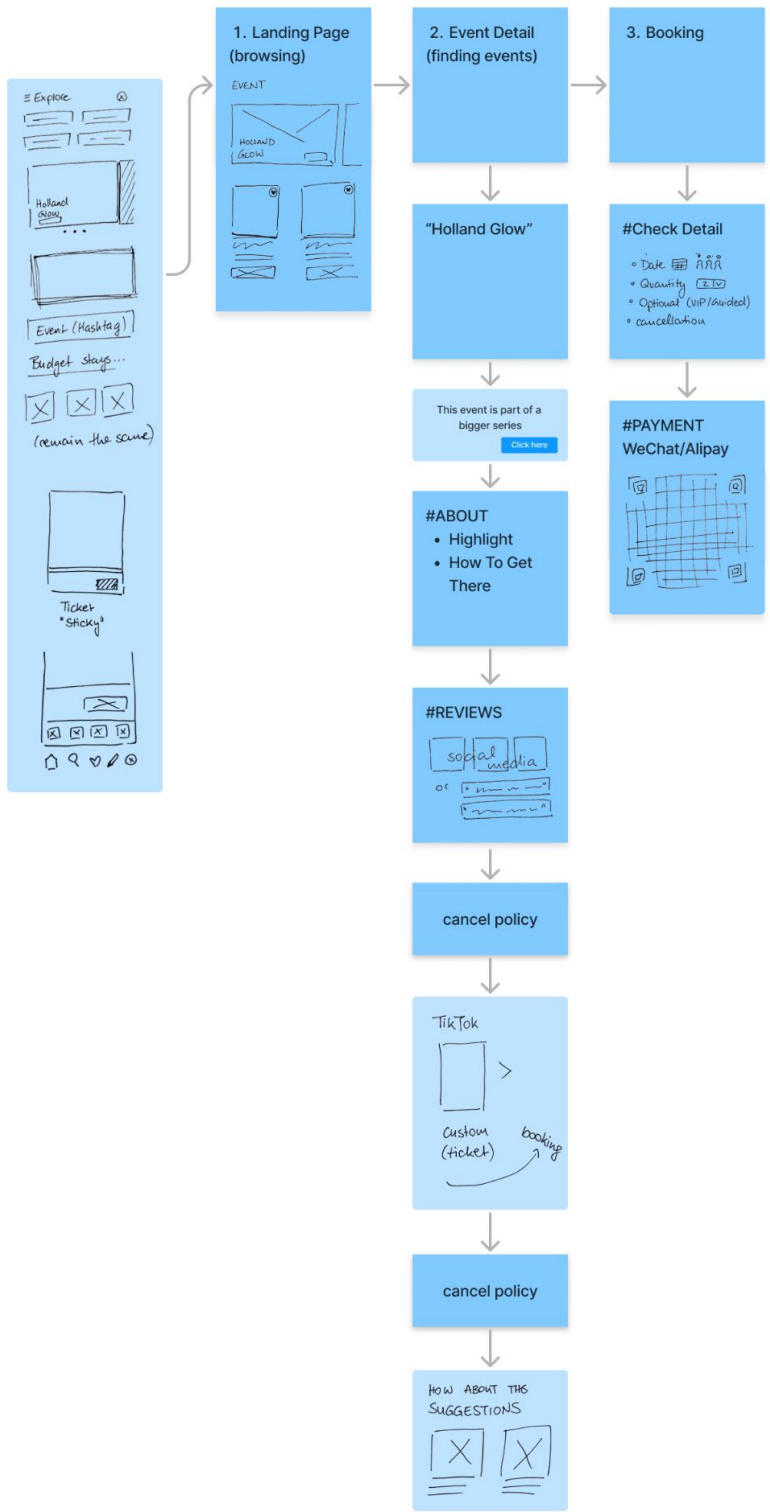 Explore
Holland
Glow
Event (Hashtag)
Budget stays...
(remain the same)
Ticket
"Sticky"
1. Landing Page
(browsing)
EVENT
HOLLAND
GLOW
2. Event Detail
(finding events)
“Holland Glow”
This event is part of a
bigger series
Click here
#ABOUT
• Highlight
• How To Get
There
#REVIEWS
social
media
or
cancel policy
TikTok
Custom
(ticket)
booking
cancel policy
HOW ABOUT THE
SUGGESTIONS
3. Booking
#Check Detail
• Date
• Quantity 2
• Optional (VIP/Guided)
• cancellation
#PAYMENT
WeChat/Alipay